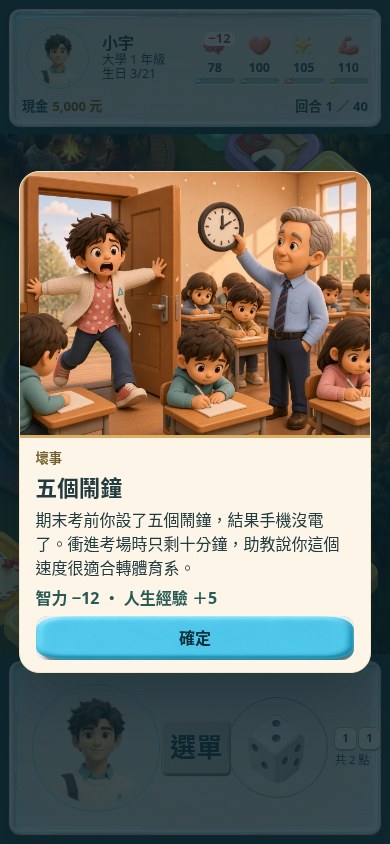 小宇
大學 1 年級
生日 3/21
−12
78
100
105
110
現金 5,000 元
回合 1 ／ 40
壞事
五個鬧鐘
期末考前你設了五個鬧鐘，結果手機沒電
了。衝進考場時只剩十分鐘，助教說你這個
速度很適合轉體育系。
智力 −12 · 人生經驗 ＋5
確定
選單
1 1
共 2 點